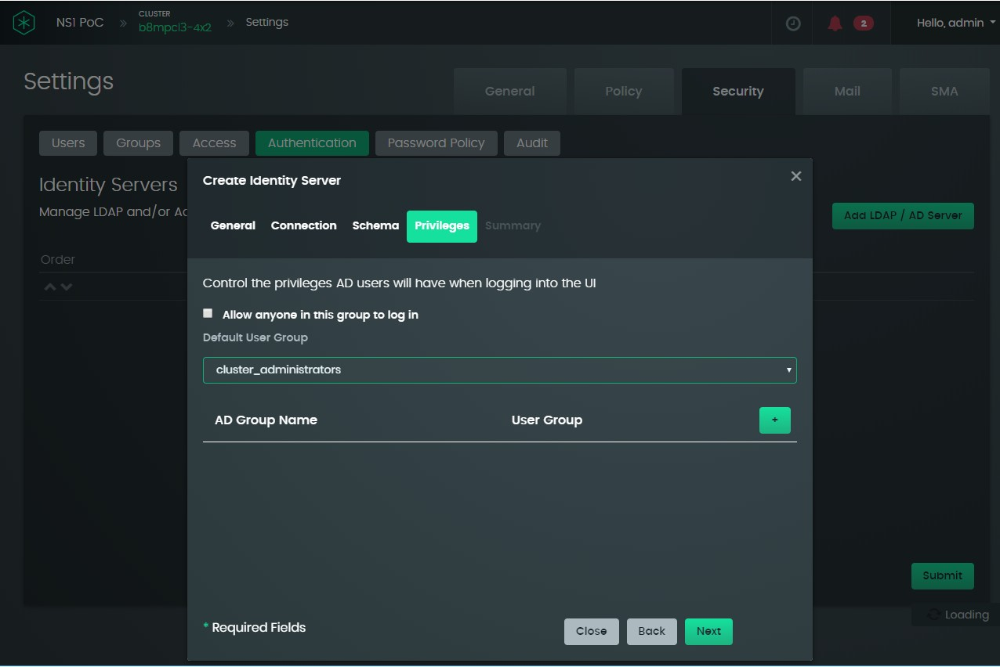 NS1 PoC
CLUSTER
b8mpcl3-4x2
Settings
2
Hello, admin
Settings
General
Policy
Security
Mail
SMA
Users
Groups
Access
Authentication
Password Policy
Audit
Identity Servers
Manage LDAP and/or
Add LDAP / AD Server
Order
Create Identity Server
General
Connection
Schema
Privileges
Summary
Control the privileges AD users will have when logging into the UI
Allow anyone in this group to log in
Default User Group
cluster_administrators
AD Group Name
User Group
+
* Required Fields
Close
Back
Next
Submit
Loading